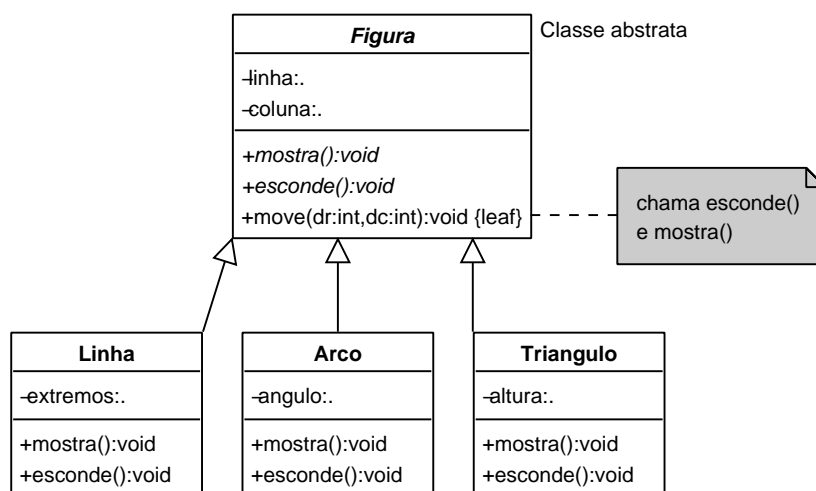 Figura
Classe abstrata
-linha:.
-coluna:.
+mostra():void
+esconde():void
+move(dr:int,dc:int):void {leaf}
chama esconde()
e mostra()
Linha
-extremos:.
+mostra():void
+esconde():void
Arco
-angulo:.
+mostra():void
+esconde():void
Triangulo
-altura:.
+mostra():void
+esconde():void